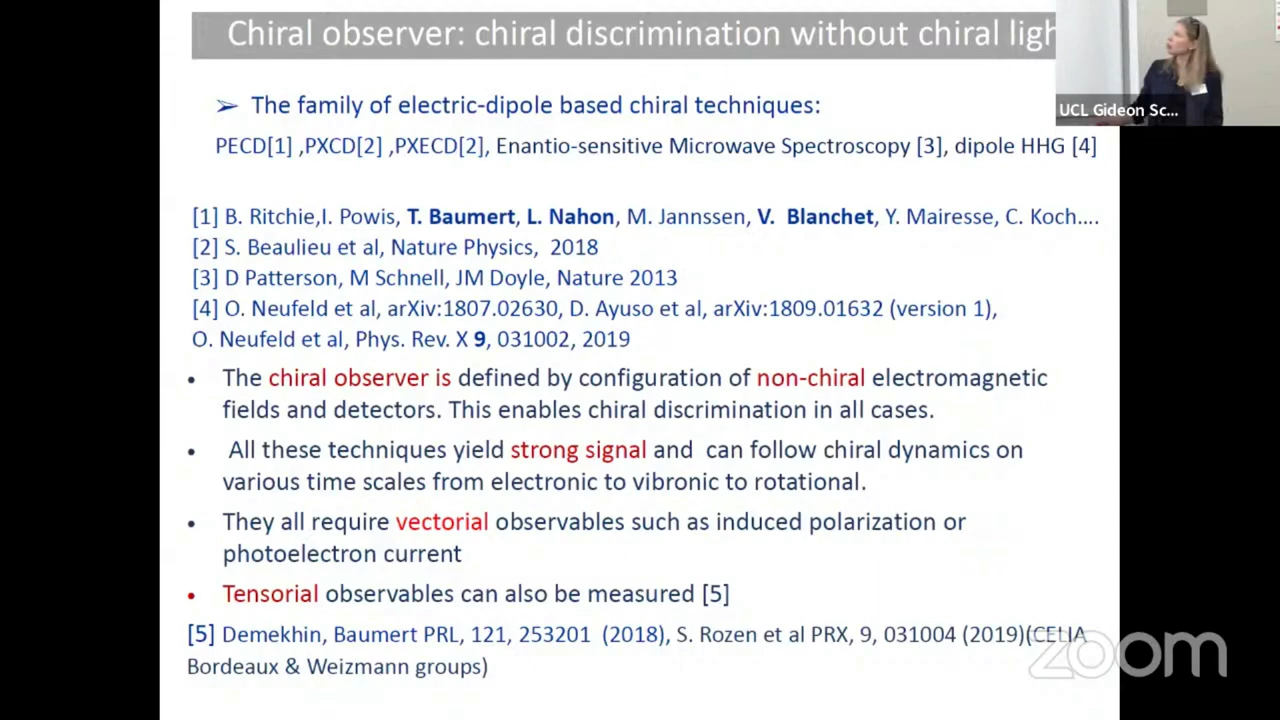 Chiral observer: chiral discrimination without chiral ligh
UCL Gideon Sc...
➢ The family of electric-dipole based chiral techniques:
PECD[1] ,PXCD[2] ,PXECD[2], Enantio-sensitive Microwave Spectroscopy [3], dipole HHG [4]
[1] B. Ritchie,I. Powis, T. Baumert, L. Nahon, M. Jannssen, V. Blanchet, Y. Mairesse, C. Koch....
[2] S. Beaulieu et al, Nature Physics, 2018
[3] D Patterson, M Schnell, JM Doyle, Nature 2013
[4] O. Neufeld et al, arXiv:1807.02630, D. Ayuso et al, arXiv:1809.01632 (version 1),
O. Neufeld et al, Phys. Rev. X 9, 031002, 2019
• The chiral observer is defined by configuration of non-chiral electromagnetic
fields and detectors. This enables chiral discrimination in all cases.
• All these techniques yield strong signal and can follow chiral dynamics on
various time scales from electronic to vibronic to rotational.
• They all require vectorial observables such as induced polarization or
photoelectron current
• Tensorial observables can also be measured [5]
[5] Demekhin, Baumert PRL, 121, 253201 (2018), S. Rozen et al PRX, 9, 031004 (2019)(CELIA
Bordeaux & Weizmann groups)
zoom